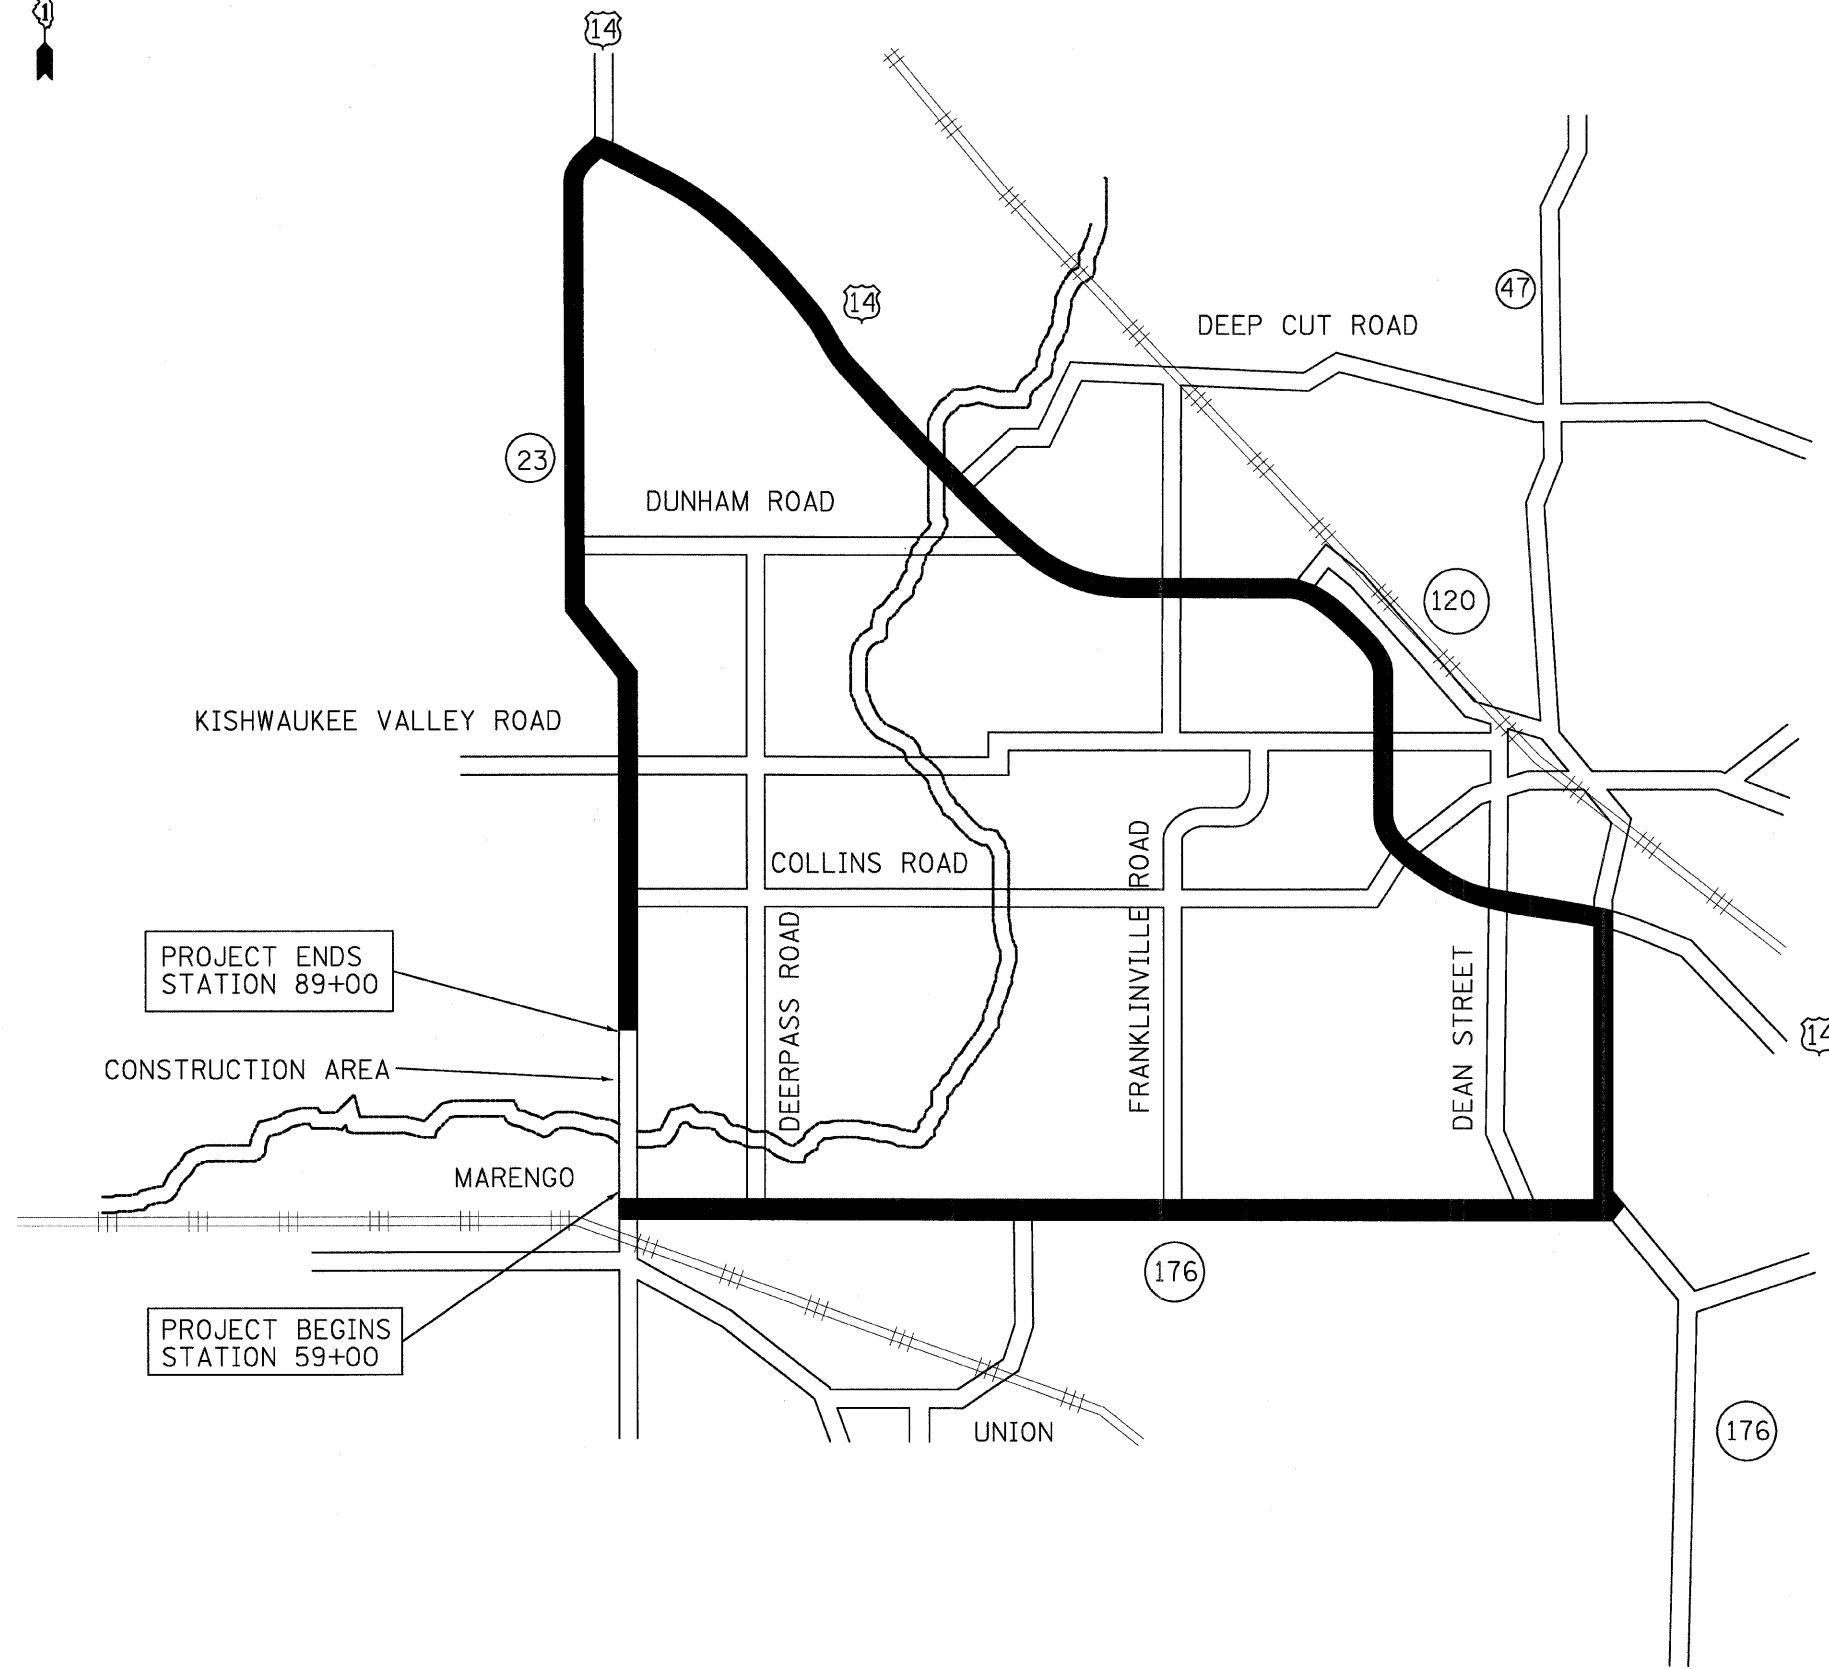 14
14
47
DEEP CUT ROAD
23
DUNHAM ROAD
120
KISHWAUKEE VALLEY ROAD
COLLINS ROAD
FRANKLINVILLE ROAD
DEERPASS ROAD
DEAN STREET
PROJECT ENDS
STATION 89+00
14
CONSTRUCTION AREA
MARENGO
176
PROJECT BEGINS
STATION 59+00
UNION
176